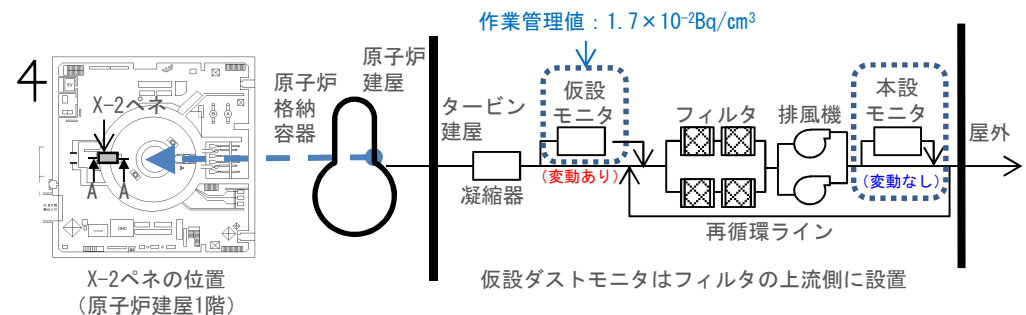 作業管理値：1.7×10⁻²Bq/cm³
原子炉
建屋
原子炉
格納
容器
X-2ペネ
A
A
タービン
建屋
凝縮器
仮設
モニタ
(変動あり)
フィルタ
排風機
本設
モニタ
(変動なし)
屋外
再循環ライン
X-2ペネの位置
（原子炉建屋1階）
仮設ダストモニタはフィルタの上流側に設置